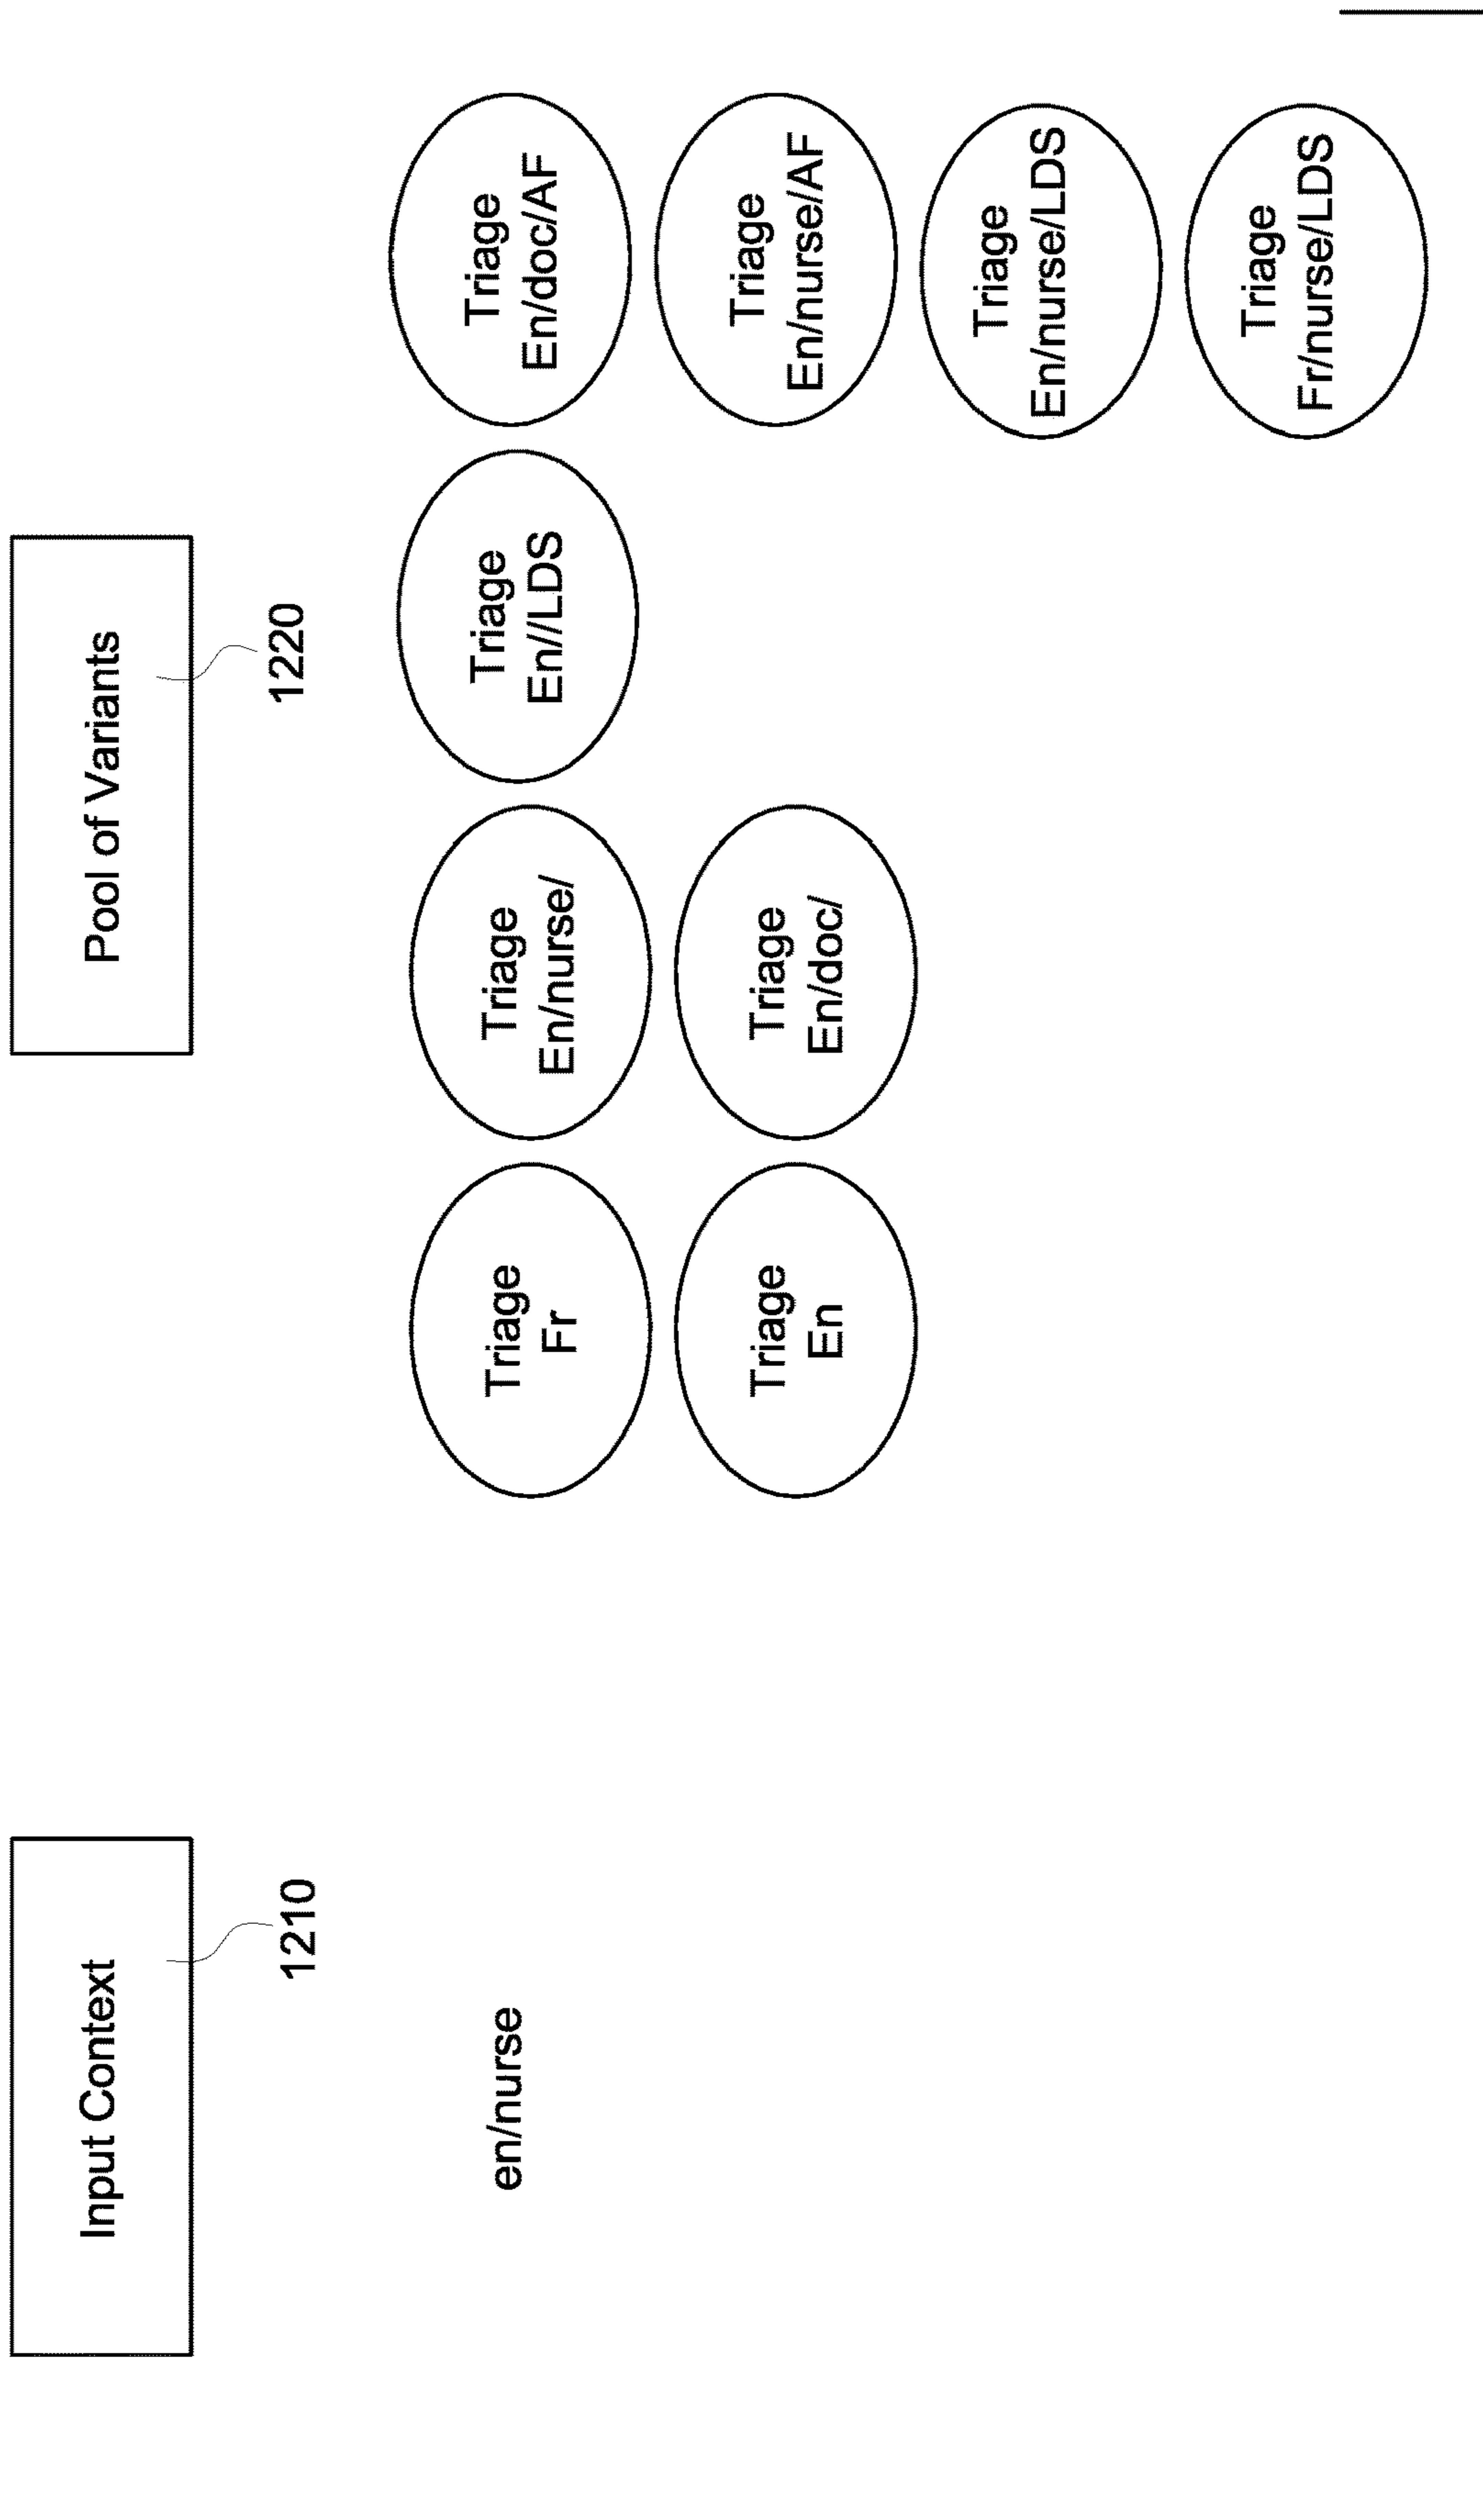 Input Context
1210
en/nurse
Pool of Variants
1220
Triage
Fr
Triage
En/nurse/
Triage
En//LDS
Triage
En/doc/AF
Triage
En
Triage
En/doc/
Triage
En/nurse/AF
Triage
En/nurse/LDS
Triage
Fr/nurse/LDS